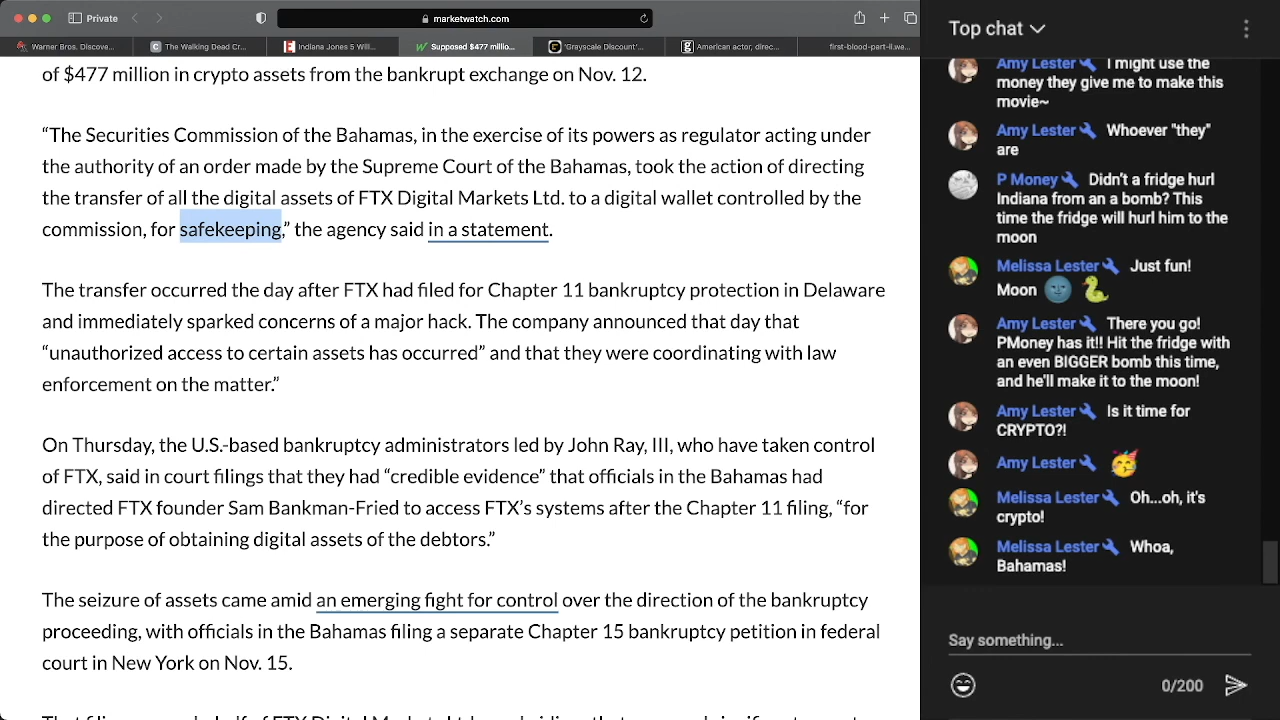 Private
marketwatch.com
Warner Bros. Discove...
The Walking Dead Cr...
Indiana Jones 5 Will...
Supposed $477 millio...
'Grayscale Discount'...
American actor, direc...
first-blood-part-ii.we...
of $477 million in crypto assets from the bankrupt exchange on Nov. 12.
“The Securities Commission of the Bahamas, in the exercise of its powers as regulator acting under
the authority of an order made by the Supreme Court of the Bahamas, took the action of directing
the transfer of all the digital assets of FTX Digital Markets Ltd. to a digital wallet controlled by the
commission, for safekeeping,” the agency said in a statement.
The transfer occurred the day after FTX had filed for Chapter 11 bankruptcy protection in Delaware
and immediately sparked concerns of a major hack. The company announced that day that
“unauthorized access to certain assets has occurred” and that they were coordinating with law
enforcement on the matter.”
On Thursday, the U.S.-based bankruptcy administrators led by John Ray, III, who have taken control
of FTX, said in court filings that they had “credible evidence” that officials in the Bahamas had
directed FTX founder Sam Bankman-Fried to access FTX’s systems after the Chapter 11 filing, “for
the purpose of obtaining digital assets of the debtors.”
The seizure of assets came amid an emerging fight for control over the direction of the bankruptcy
proceeding, with officials in the Bahamas filing a separate Chapter 15 bankruptcy petition in federal
court in New York on Nov. 15.
Top chat
Amy Lester I might use the
money they give me to make this
movie~
Amy Lester Whoever "they"
are
P Money Didn't a fridge hurl
Indiana from an a bomb? This
time the fridge will hurl him to the
moon
Melissa Lester Just fun!
Moon
Amy Lester There you go!
PMoney has it!! Hit the fridge with
an even BIGGER bomb this time,
and he'll make it to the moon!
Amy Lester Is it time for
CRYPTO?!
Amy Lester
Melissa Lester Oh...oh, it's
crypto!
Melissa Lester Whoa,
Bahamas!
Say something...
0/200